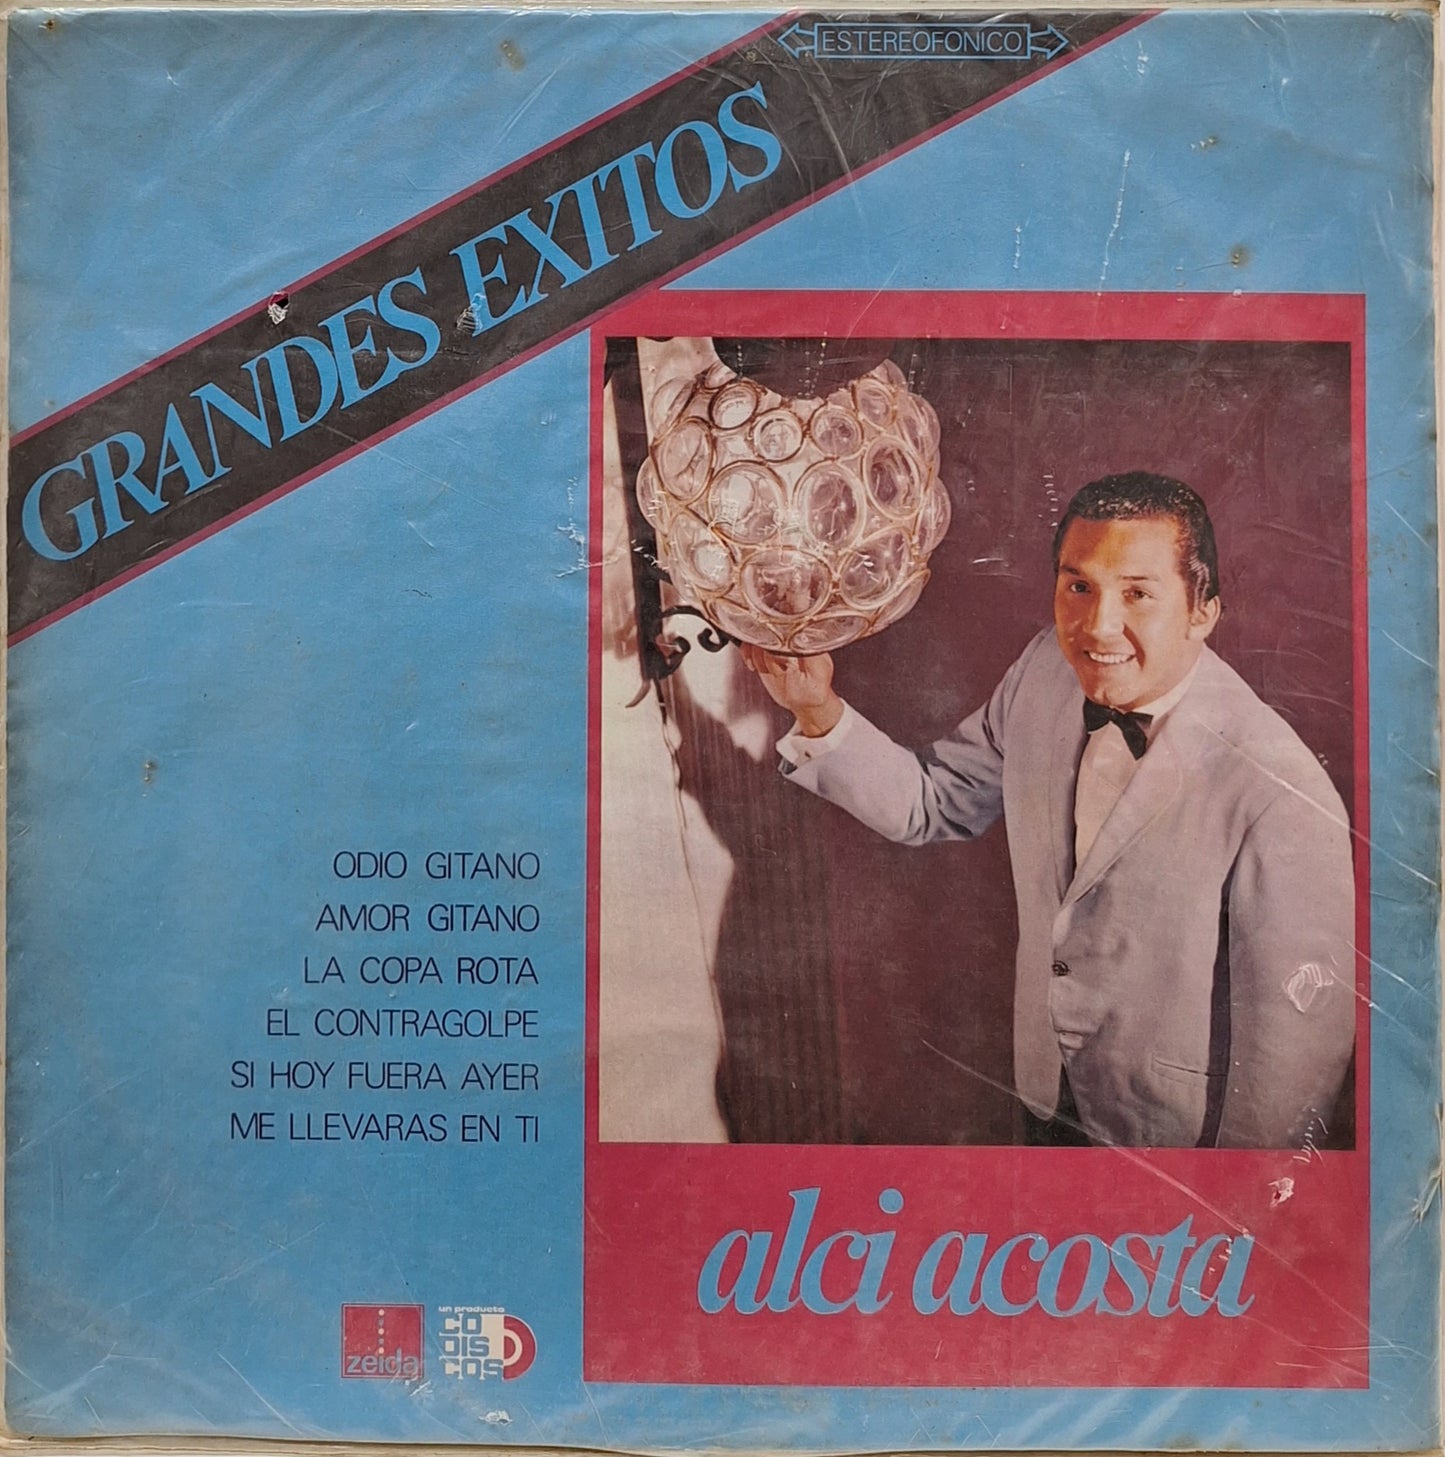 ESTEREOFONICO
GRANDES EXITOS
ODIO GITANO
AMOR GITANO
LA COPA ROTA
EL CONTRAGOLPE
SI HOY FUERA AYER
ME LLEVARAS EN TI
alci acosta
zeida
un producto
CO
DIS
COS